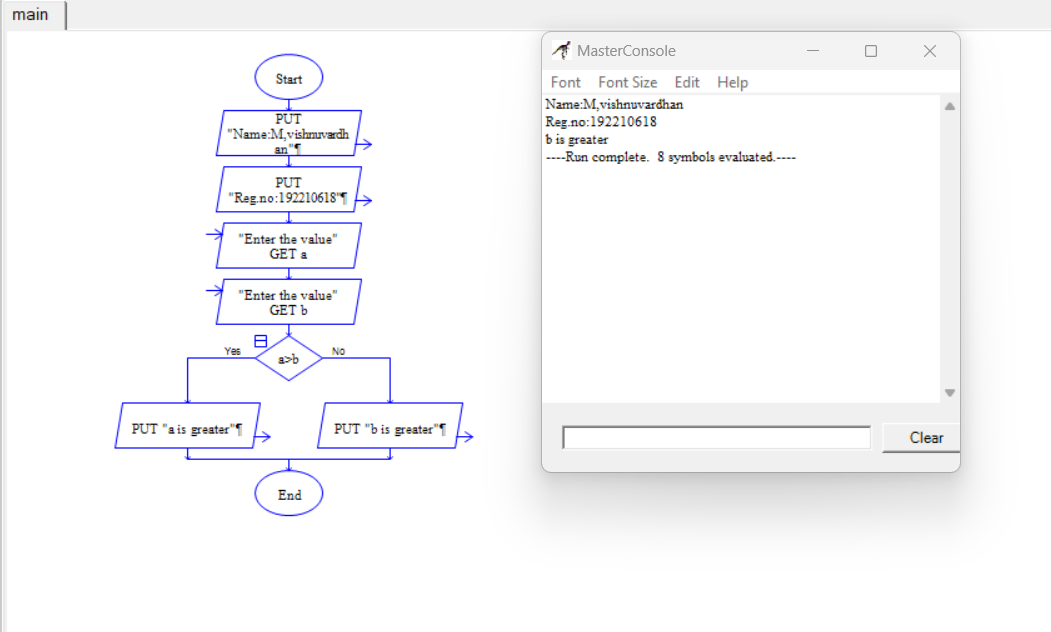 main
Start
PUT
"Name:M,vishnuvardh
an"¶
PUT
"Reg.no:192210618"¶
"Enter the value"
GET a
"Enter the value"
GET b
Yes
a>b
No
PUT "a is greater"¶
PUT "b is greater"¶
End
MasterConsole
Font Font Size Edit Help
Name:M,vishnuvardhan
Reg.no:192210618
b is greater
----Run complete.  8 symbols evaluated.----
Clear